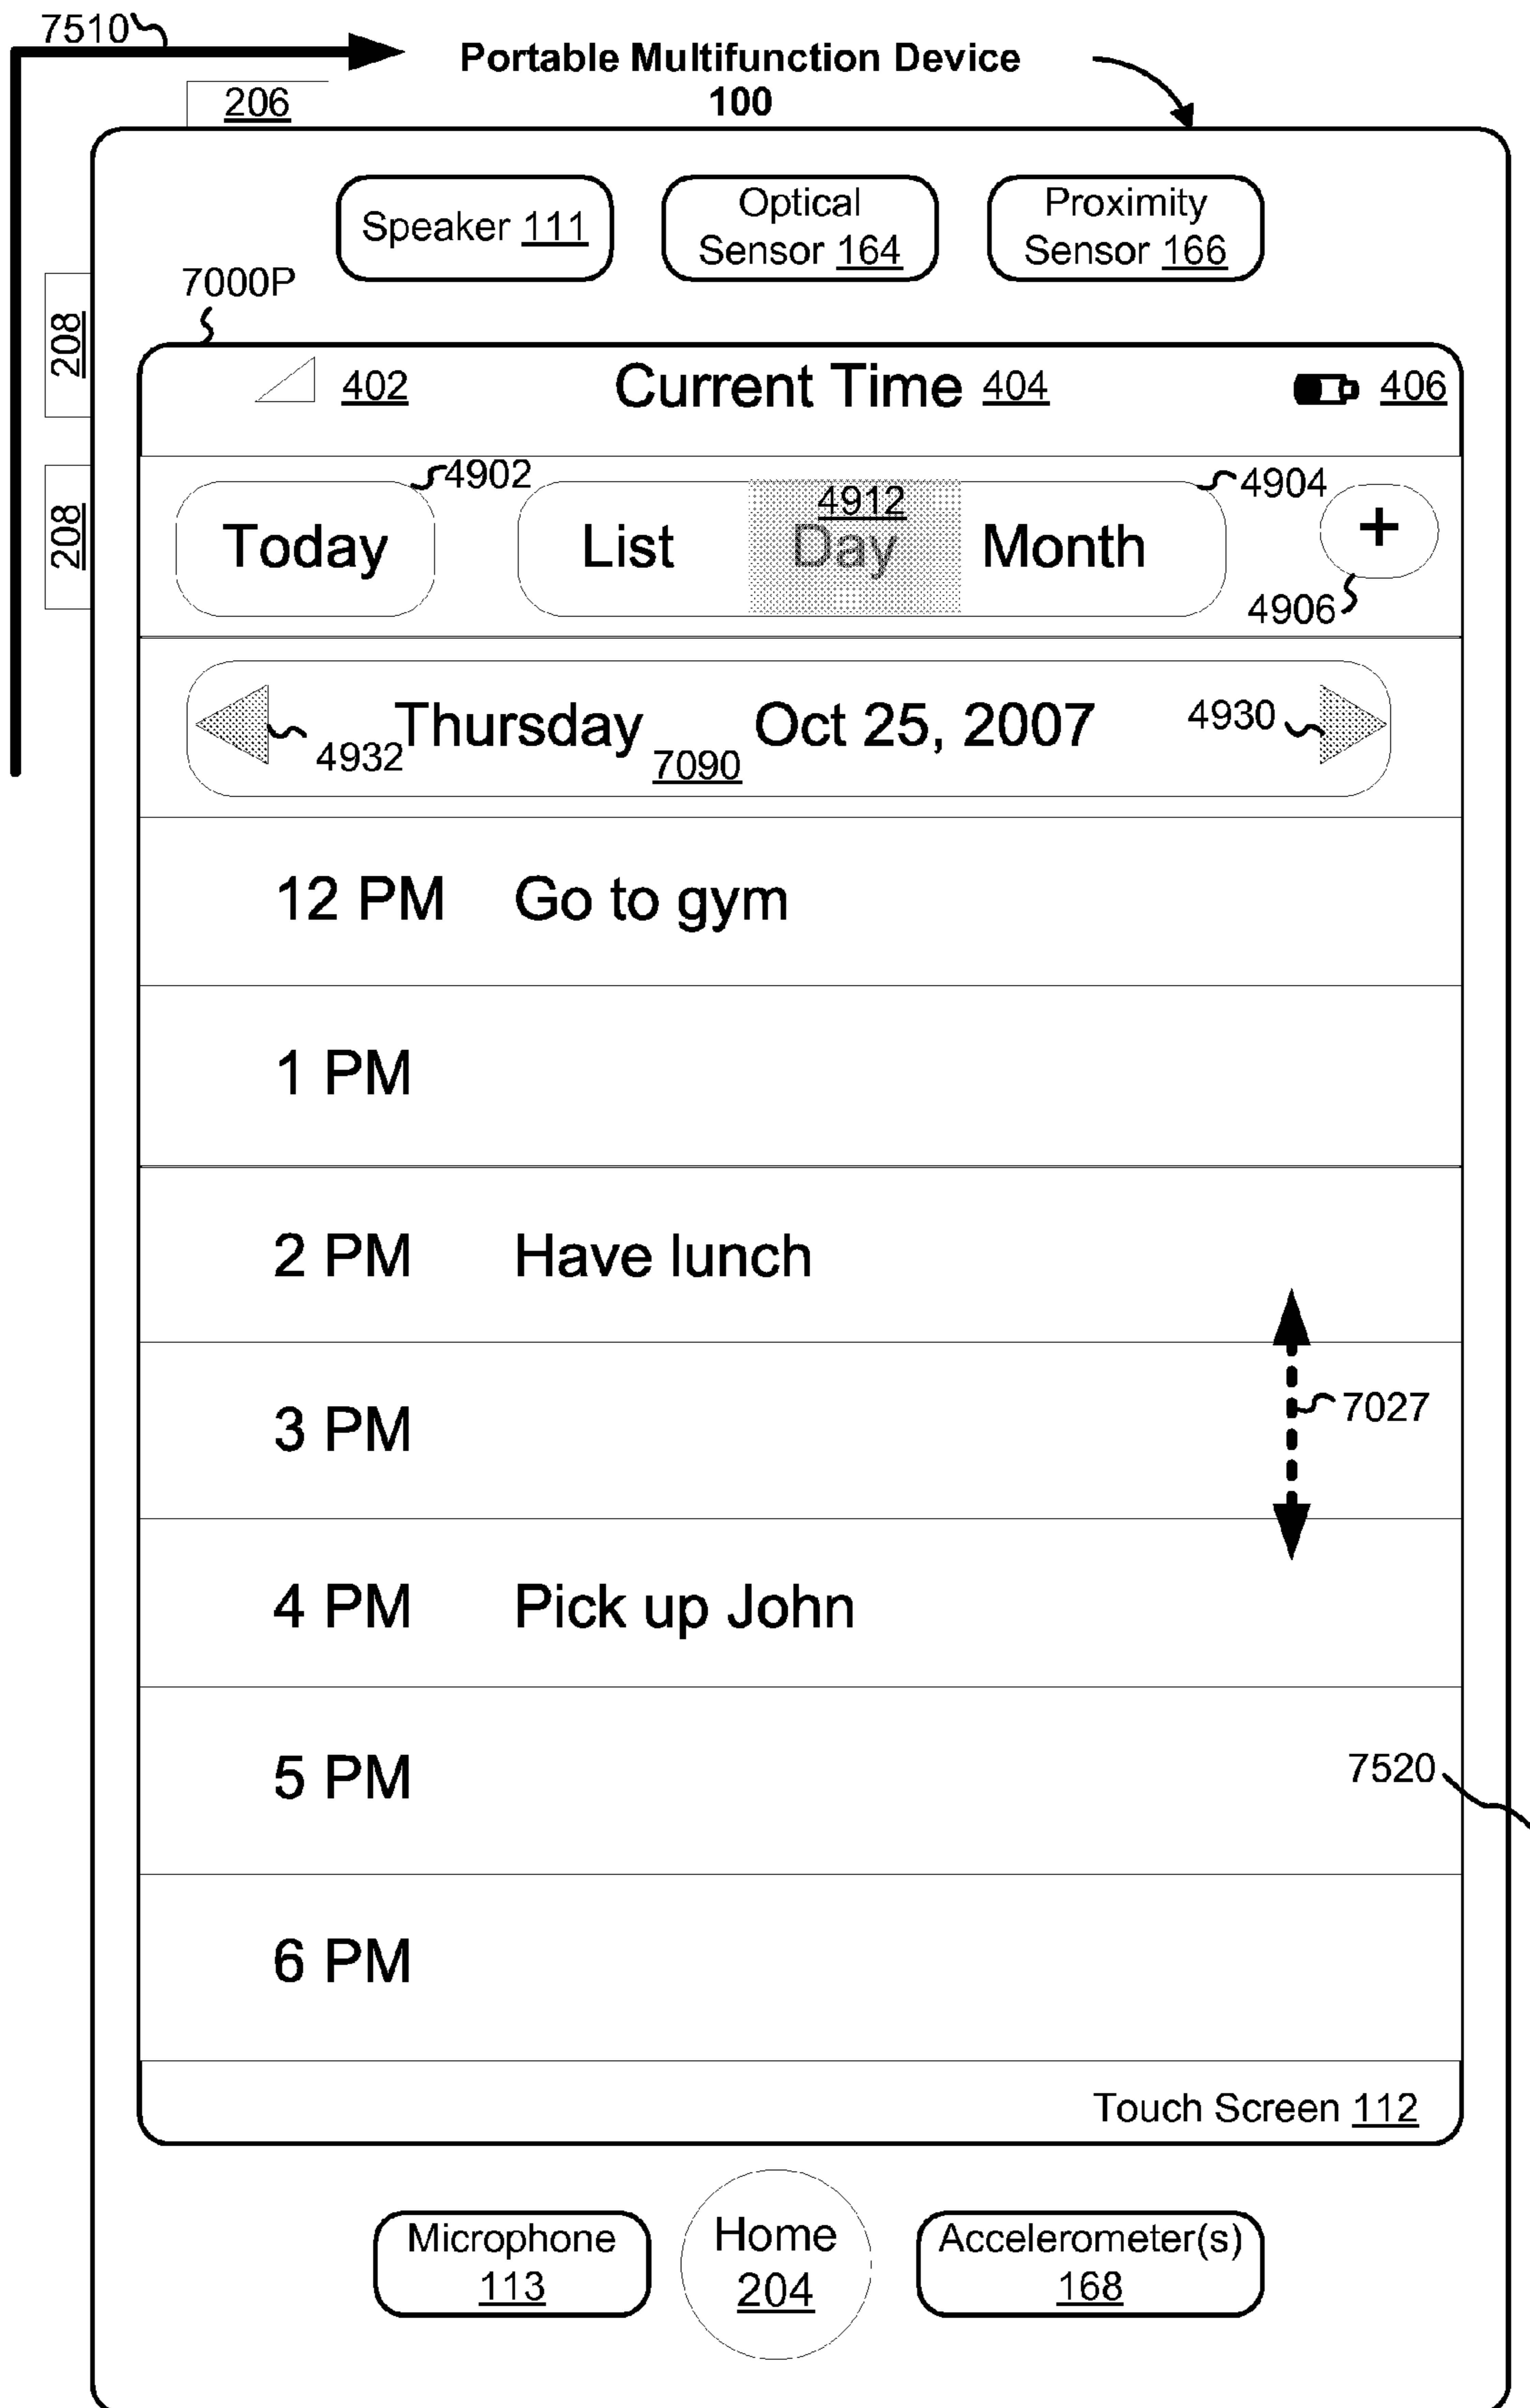 7510
Portable Multifunction Device
100
206
Speaker 111
Optical
Sensor 164
Proximity
Sensor 166
7000P
208
402
Current Time 404
406
4902
4912
4904
208
Today
List
Day
Month
+
4906
Thursday
Oct 25, 2007
4930
4932
7090
12 PM Go to gym
1 PM
2 PM Have lunch
3 PM
7027
4 PM Pick up John
5 PM
7520
6 PM
Touch Screen 112
Microphone
113
Home
204
Accelerometer(s)
168